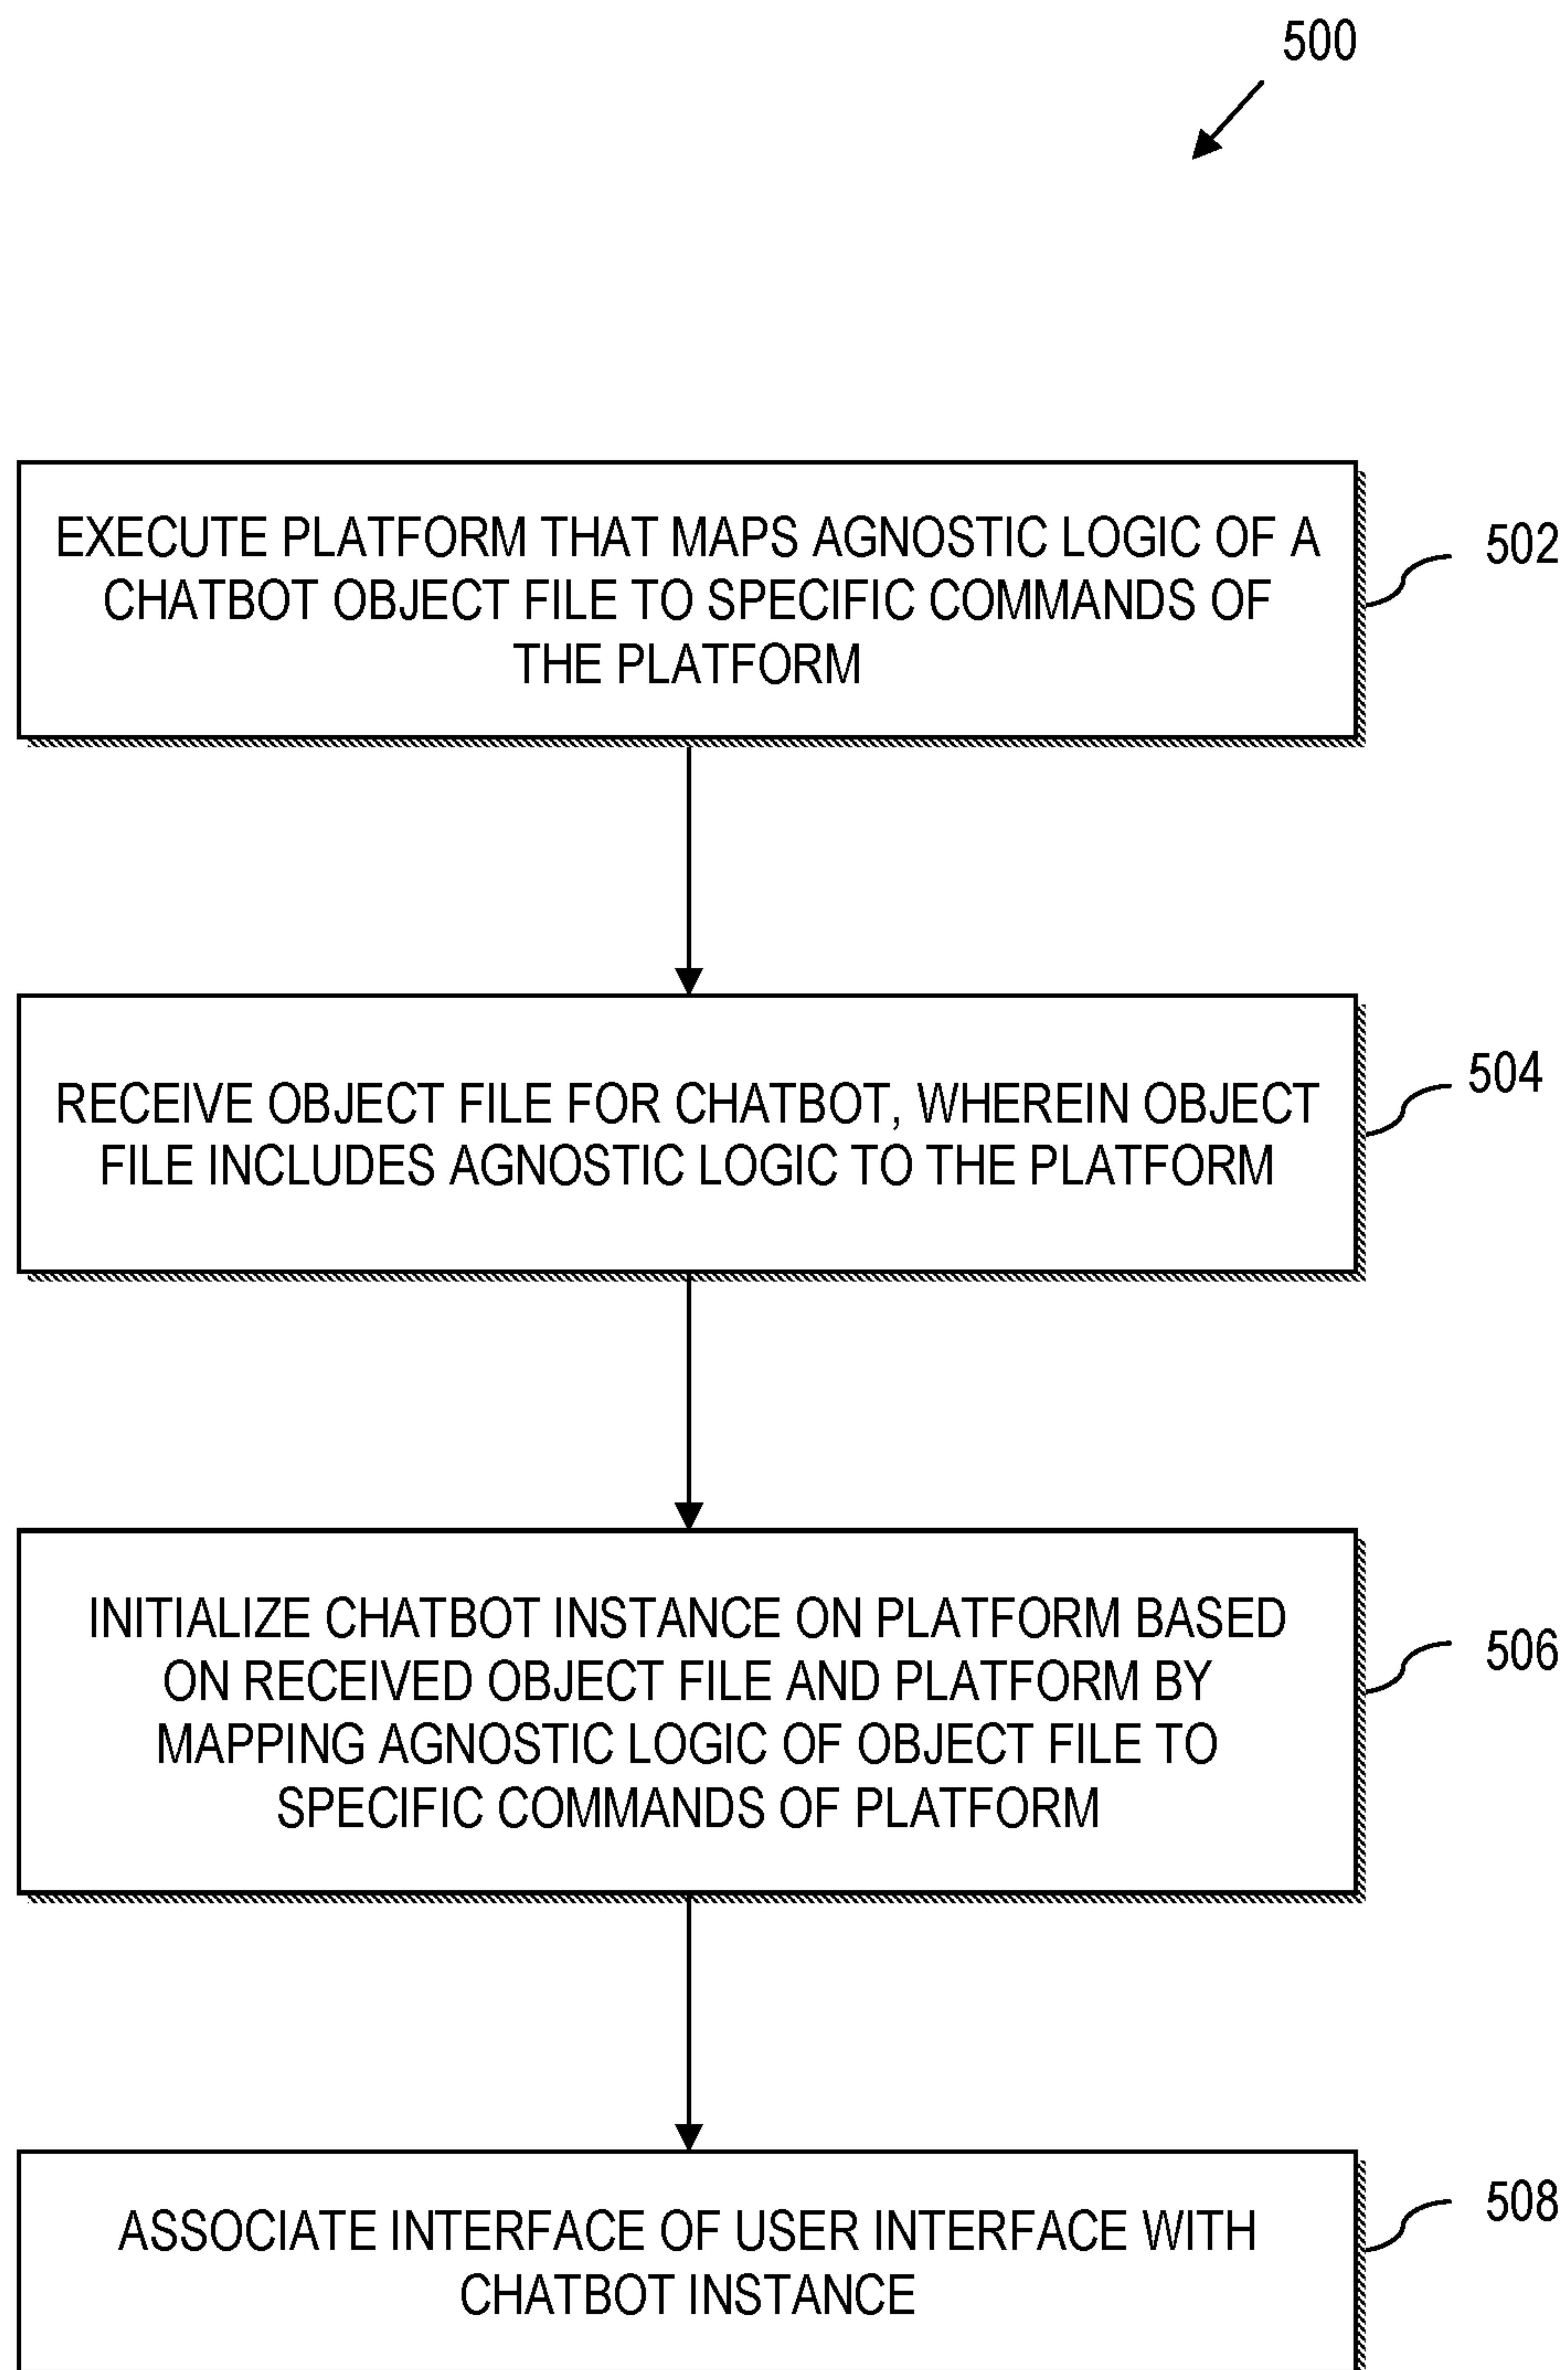 500
EXECUTE PLATFORM THAT MAPS AGNOSTIC LOGIC OF A
CHATBOT OBJECT FILE TO SPECIFIC COMMANDS OF
THE PLATFORM
502
RECEIVE OBJECT FILE FOR CHATBOT, WHEREIN OBJECT
FILE INCLUDES AGNOSTIC LOGIC TO THE PLATFORM
504
INITIALIZE CHATBOT INSTANCE ON PLATFORM BASED
ON RECEIVED OBJECT FILE AND PLATFORM BY
MAPPING AGNOSTIC LOGIC OF OBJECT FILE TO
SPECIFIC COMMANDS OF PLATFORM
506
ASSOCIATE INTERFACE OF USER INTERFACE WITH
CHATBOT INSTANCE
508